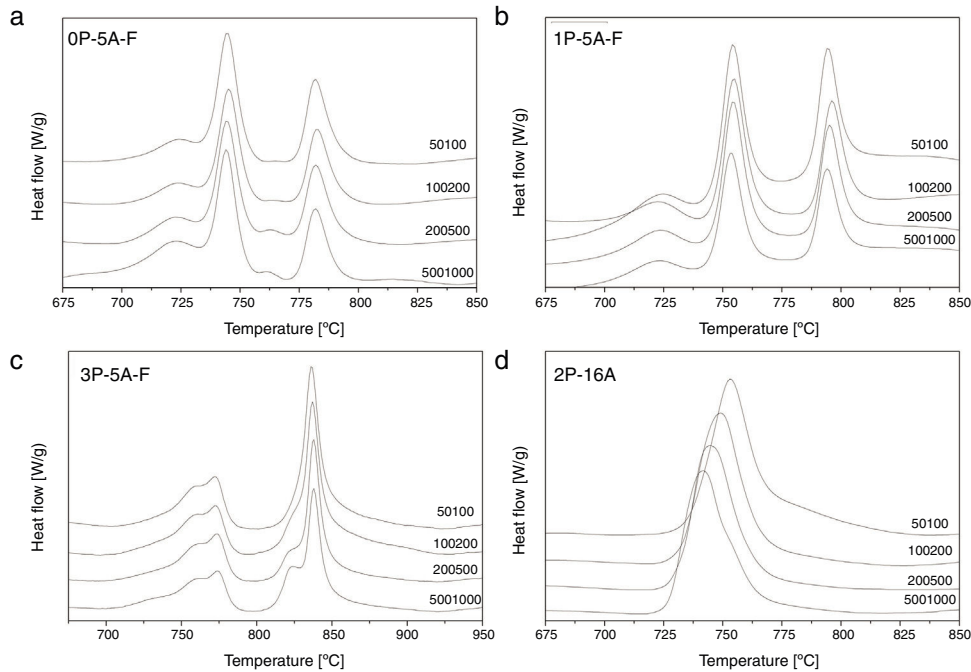 a
0P-5A-F
Heat flow [W/g]
50100
100200
200500
5001000
675 700 725 750 775 800 825 850
Temperature [ºC]
b
1P-5A-F
Heat flow [W/g]
50100
100200
200500
5001000
675 700 725 750 775 800 825 850
Temperature [ºC]
c
3P-5A-F
Heat flow [W/g]
50100
100200
200500
5001000
700 750 800 850 900 950
Temperature [ºC]
d
2P-16A
Heat flow [W/g]
50100
100200
200500
5001000
675 700 725 750 775 800 825 850
Temperature [ºC]